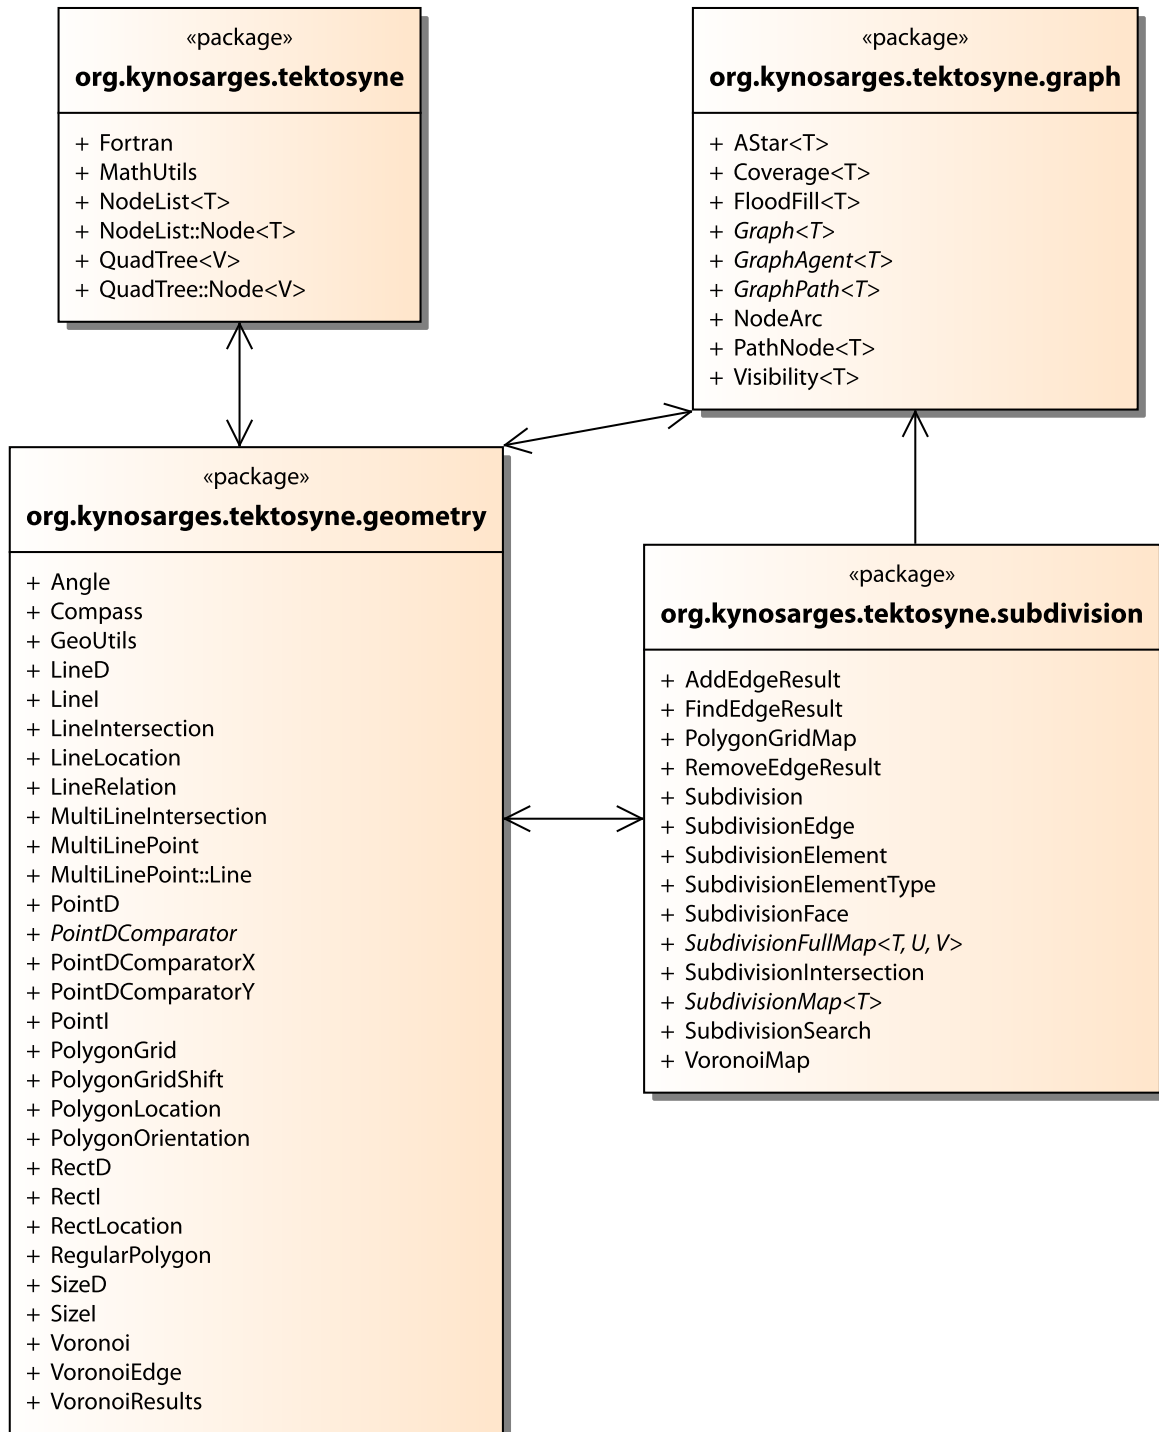 «package»
org.kynosarges.tektosyne
+ Fortran
+ MathUtils
+ NodeList<T>
+ NodeList::Node<T>
+ QuadTree<V>
+ QuadTree::Node<V>
«package»
org.kynosarges.tektosyne.graph
+ AStar<T>
+ Coverage<T>
+ FloodFill<T>
+ Graph<T>
+ GraphAgent<T>
+ GraphPath<T>
+ NodeArc
+ PathNode<T>
+ Visibility<T>
«package»
org.kynosarges.tektosyne.geometry
+ Angle
+ Compass
+ GeoUtils
+ LineD
+ LineI
+ LineIntersection
+ LineLocation
+ LineRelation
+ MultiLineIntersection
+ MultiLinePoint
+ MultiLinePoint::Line
+ PointD
+ PointDComparator
+ PointDComparatorX
+ PointDComparatorY
+ PointI
+ PolygonGrid
+ PolygonGridShift
+ PolygonLocation
+ PolygonOrientation
+ RectD
+ RectI
+ RectLocation
+ RegularPolygon
+ SizeD
+ SizeI
+ Voronoi
+ VoronoiEdge
+ VoronoiResults
«package»
org.kynosarges.tektosyne.subdivision
+ AddEdgeResult
+ FindEdgeResult
+ PolygonGridMap
+ RemoveEdgeResult
+ Subdivision
+ SubdivisionEdge
+ SubdivisionElement
+ SubdivisionElementType
+ SubdivisionFace
+ SubdivisionFullMap<T, U, V>
+ SubdivisionIntersection
+ SubdivisionMap<T>
+ SubdivisionSearch
+ VoronoiMap